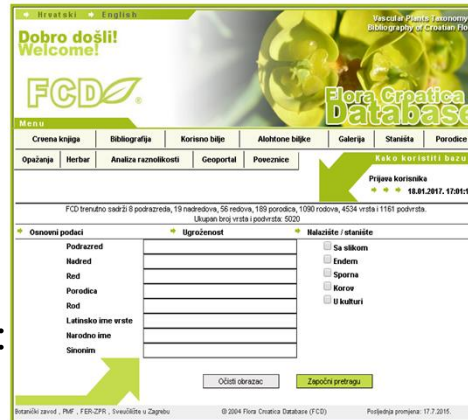 Hrvatski English
Vascular Plants Taxonomy
Bibliography of Croatian Flo
Dobro došli!
Welcome!
FCD
Flora Croatica
Database
Menu
Crvena knjiga Bibliografija Korisno bilje Alohtone biljke Galerija Staništa Porodice
Opažanja Herbar Analiza raznolikosti Geoportal Poveznice Kako koristiti bazu
Prijava korisnika
18.01.2017. 17:01:1
FCD trenutno sadrži 8 podrazreda, 19 nadredova, 56 redova, 189 porodica, 1090 rodova, 4534 vrsta i 1161 podvrsta.
Ukupan broj vrsta i podvrsta: 5020
Osnovni podaci Ugroženost Nalazište / stanište
Podrazred Sa slikom
Nadred Endem
Red Sporna
Porodica Korov
Rod U kulturi
Latinsko ime vrste
Narodno ime
Sinonim
:
Očisti obrazac Započni pretragu
Botanički zavod , PMF , FER-ZPR , Sveučilište u Zagrebu © 2004 Flora Croatica Database (FCD) Posljednja promjena: 17.7.2015.